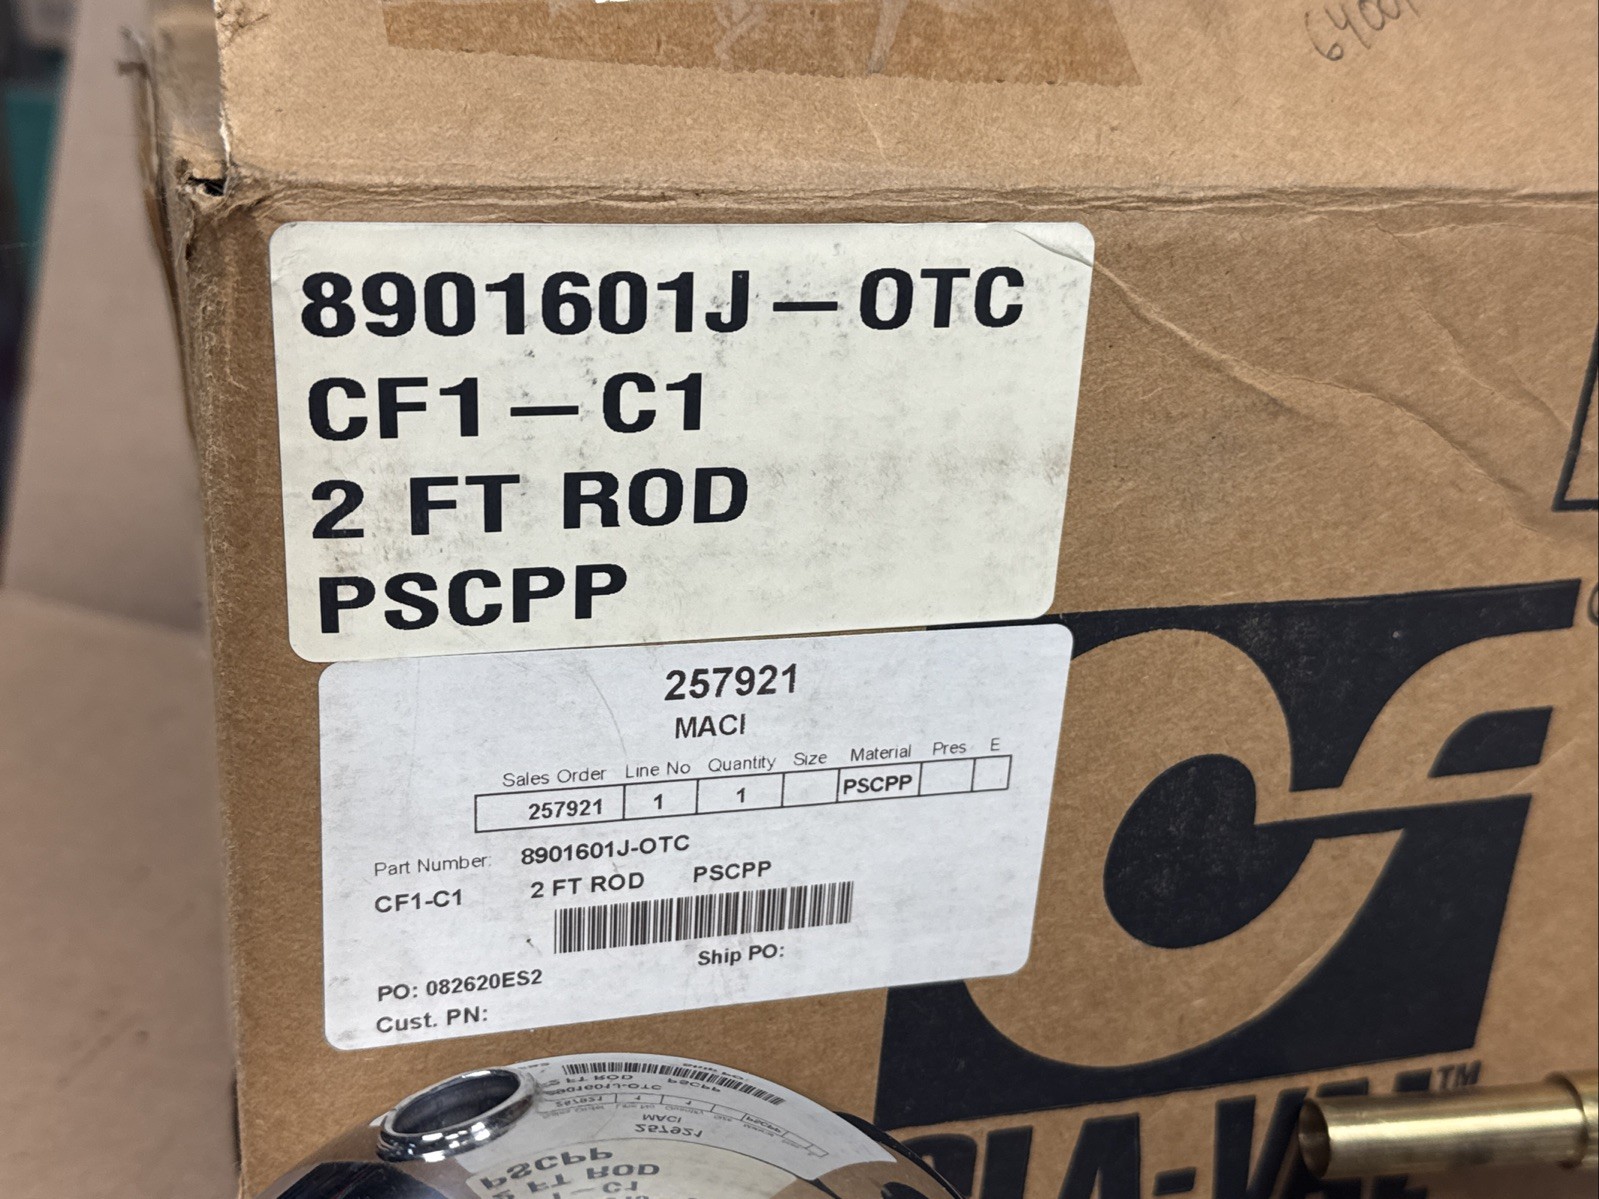 8901601J-OTC
CF1-C1
2 FT ROD
PSCPP
257921
MACI
Sales Order Line No Quantity Size Material Pres E
257921 1 1 PSCPP
Part Number: 8901601J-OTC
CF1-C1 2 FT ROD PSCPP
Ship PO:
PO: 082620ES2
Cust. PN:
TM